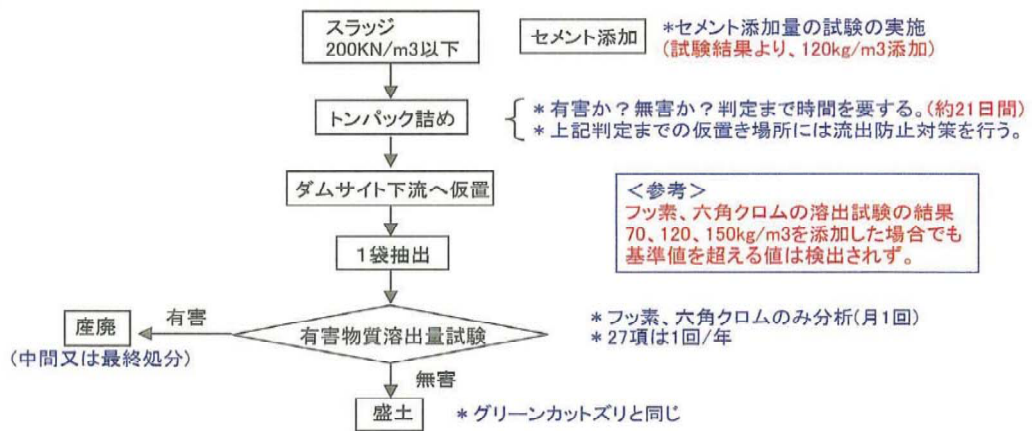 スラッジ
200KN/m3以下
セメント添加
*セメント添加量の試験の実施
(試験結果より、120kg/m3添加)
トンパック詰め
*有害か?無害か?判定まで時間を要する。(約21日間)
*上記判定までの仮置き場所には流出防止対策を行う。
ダムサイト下流へ仮置
<参考>
フッ素、六角クロムの溶出試験の結果
70、120、150kg/m3を添加した場合でも
基準値を超える値は検出されず。
1袋抽出
産廃
有害
(中間又は最終処分)
有害物質溶出量試験
*フッ素、六角クロムのみ分析(月1回)
*27項は1回/年
無害
盛土
*グリーンカットズリと同じ